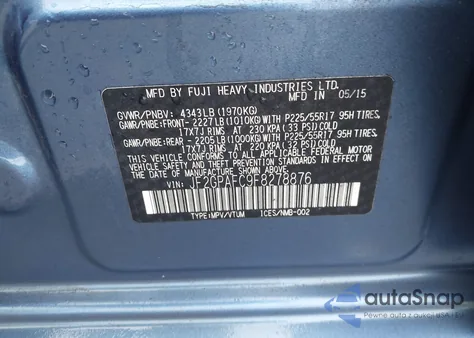 MFD BY FUJI HEAVY INDUSTRIES LTD.
MFD IN 05/15
GVWR/PNBV: 4343LB (1970KG)
GAWR/PNBE:FRONT- 2227LB(1010KG)WITH P225/55R17 95H TIRES,
17X7J RIMS AT 230 KPA (33 PSI)COLD
GAWR/PNBE:REAR - 2205LB(1000KG)WITH P225/55R17 95H TIRES,
17X7J RIMS AT 220 KPA (32 PSI)COLD
THIS VEHICLE CONFORMS TO ALL APPLICABLE FEDERAL MOTOR
VEHICLE SAFETY STANDARDS IN EFFECT ON THE DATE OF
MANUFACTURE SHOWN ABOVE.
VIN:JF2GPAFC9F8278876
TYPE:MPV/VTUM ICES/NMB-002
autoSnap
Pewne auto z aukcji USA